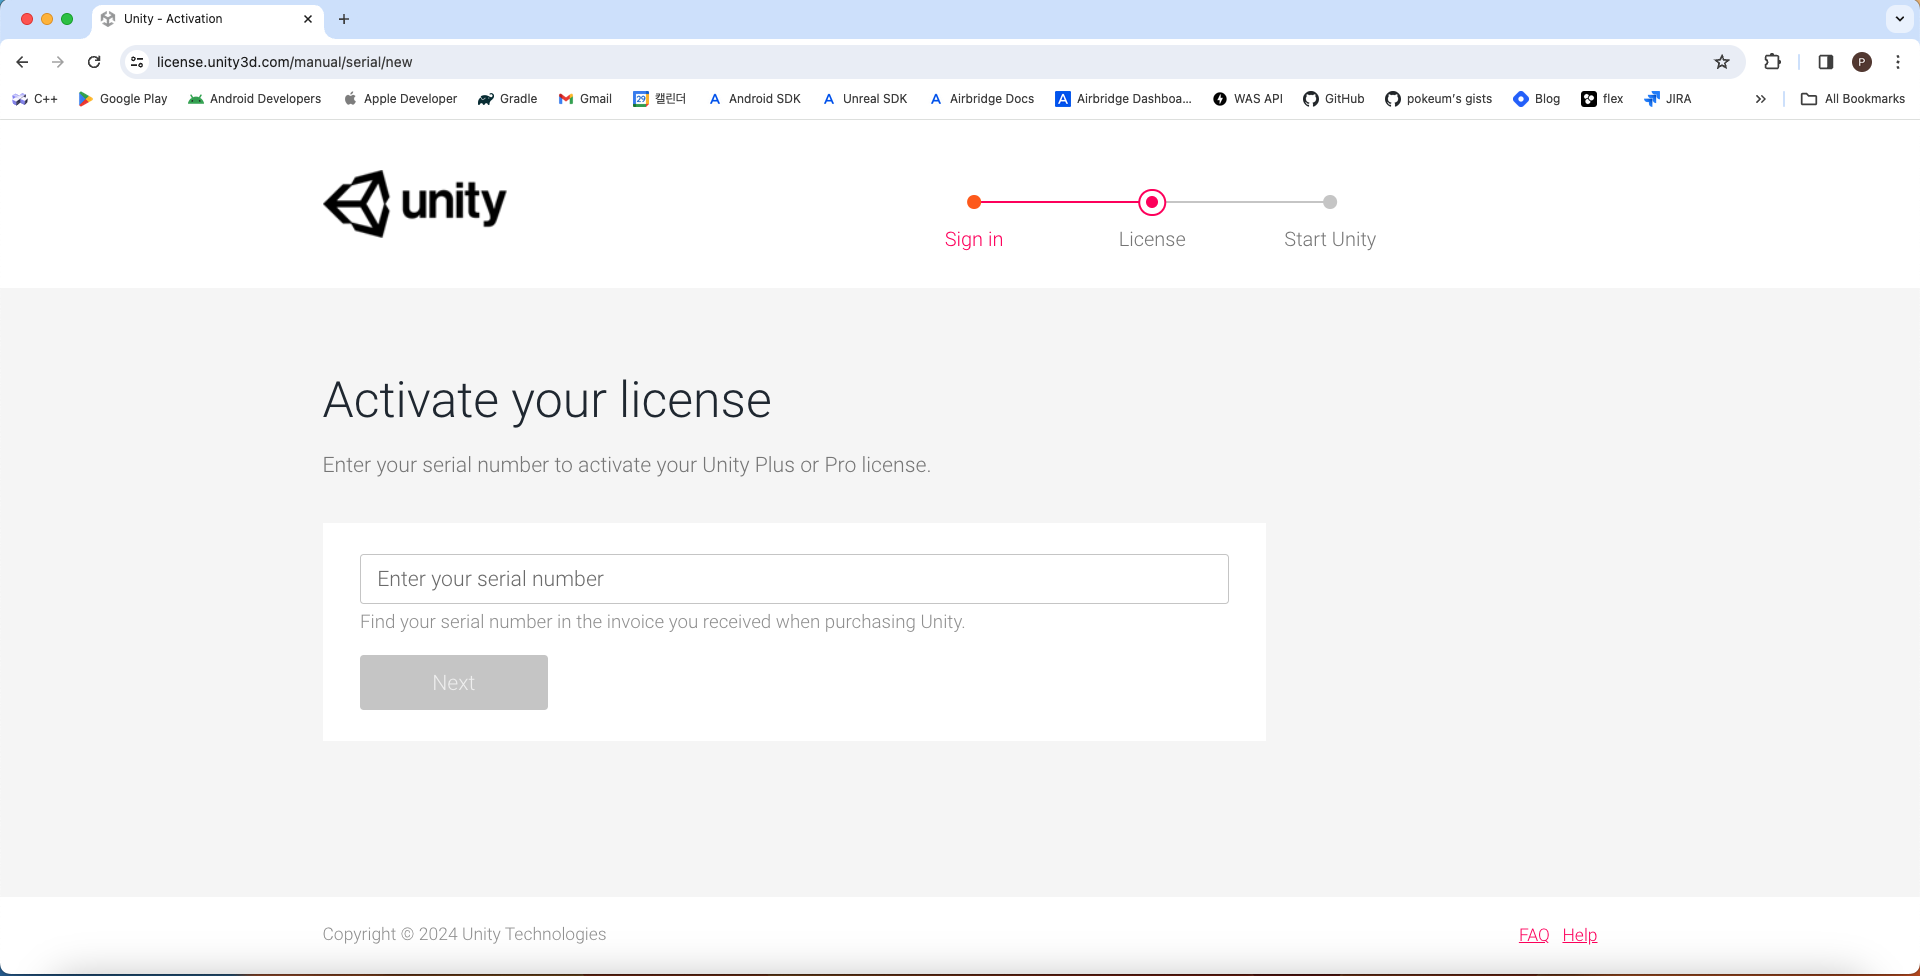 Unity - Activation
license.unity3d.com/manual/serial/new
P
C++ Google Play Android Developers Apple Developer Gradle Gmail 29 캘린더 A Android SDK A Unreal SDK A Airbridge Docs A Airbridge Dashboa... WAS API GitHub pokeum's gists Blog flex JIRA » All Bookmarks
unity
Sign in License Start Unity
Activate your license
Enter your serial number to activate your Unity Plus or Pro license.
Enter your serial number
Find your serial number in the invoice you received when purchasing Unity.
Next
Copyright © 2024 Unity Technologies
FAQ Help